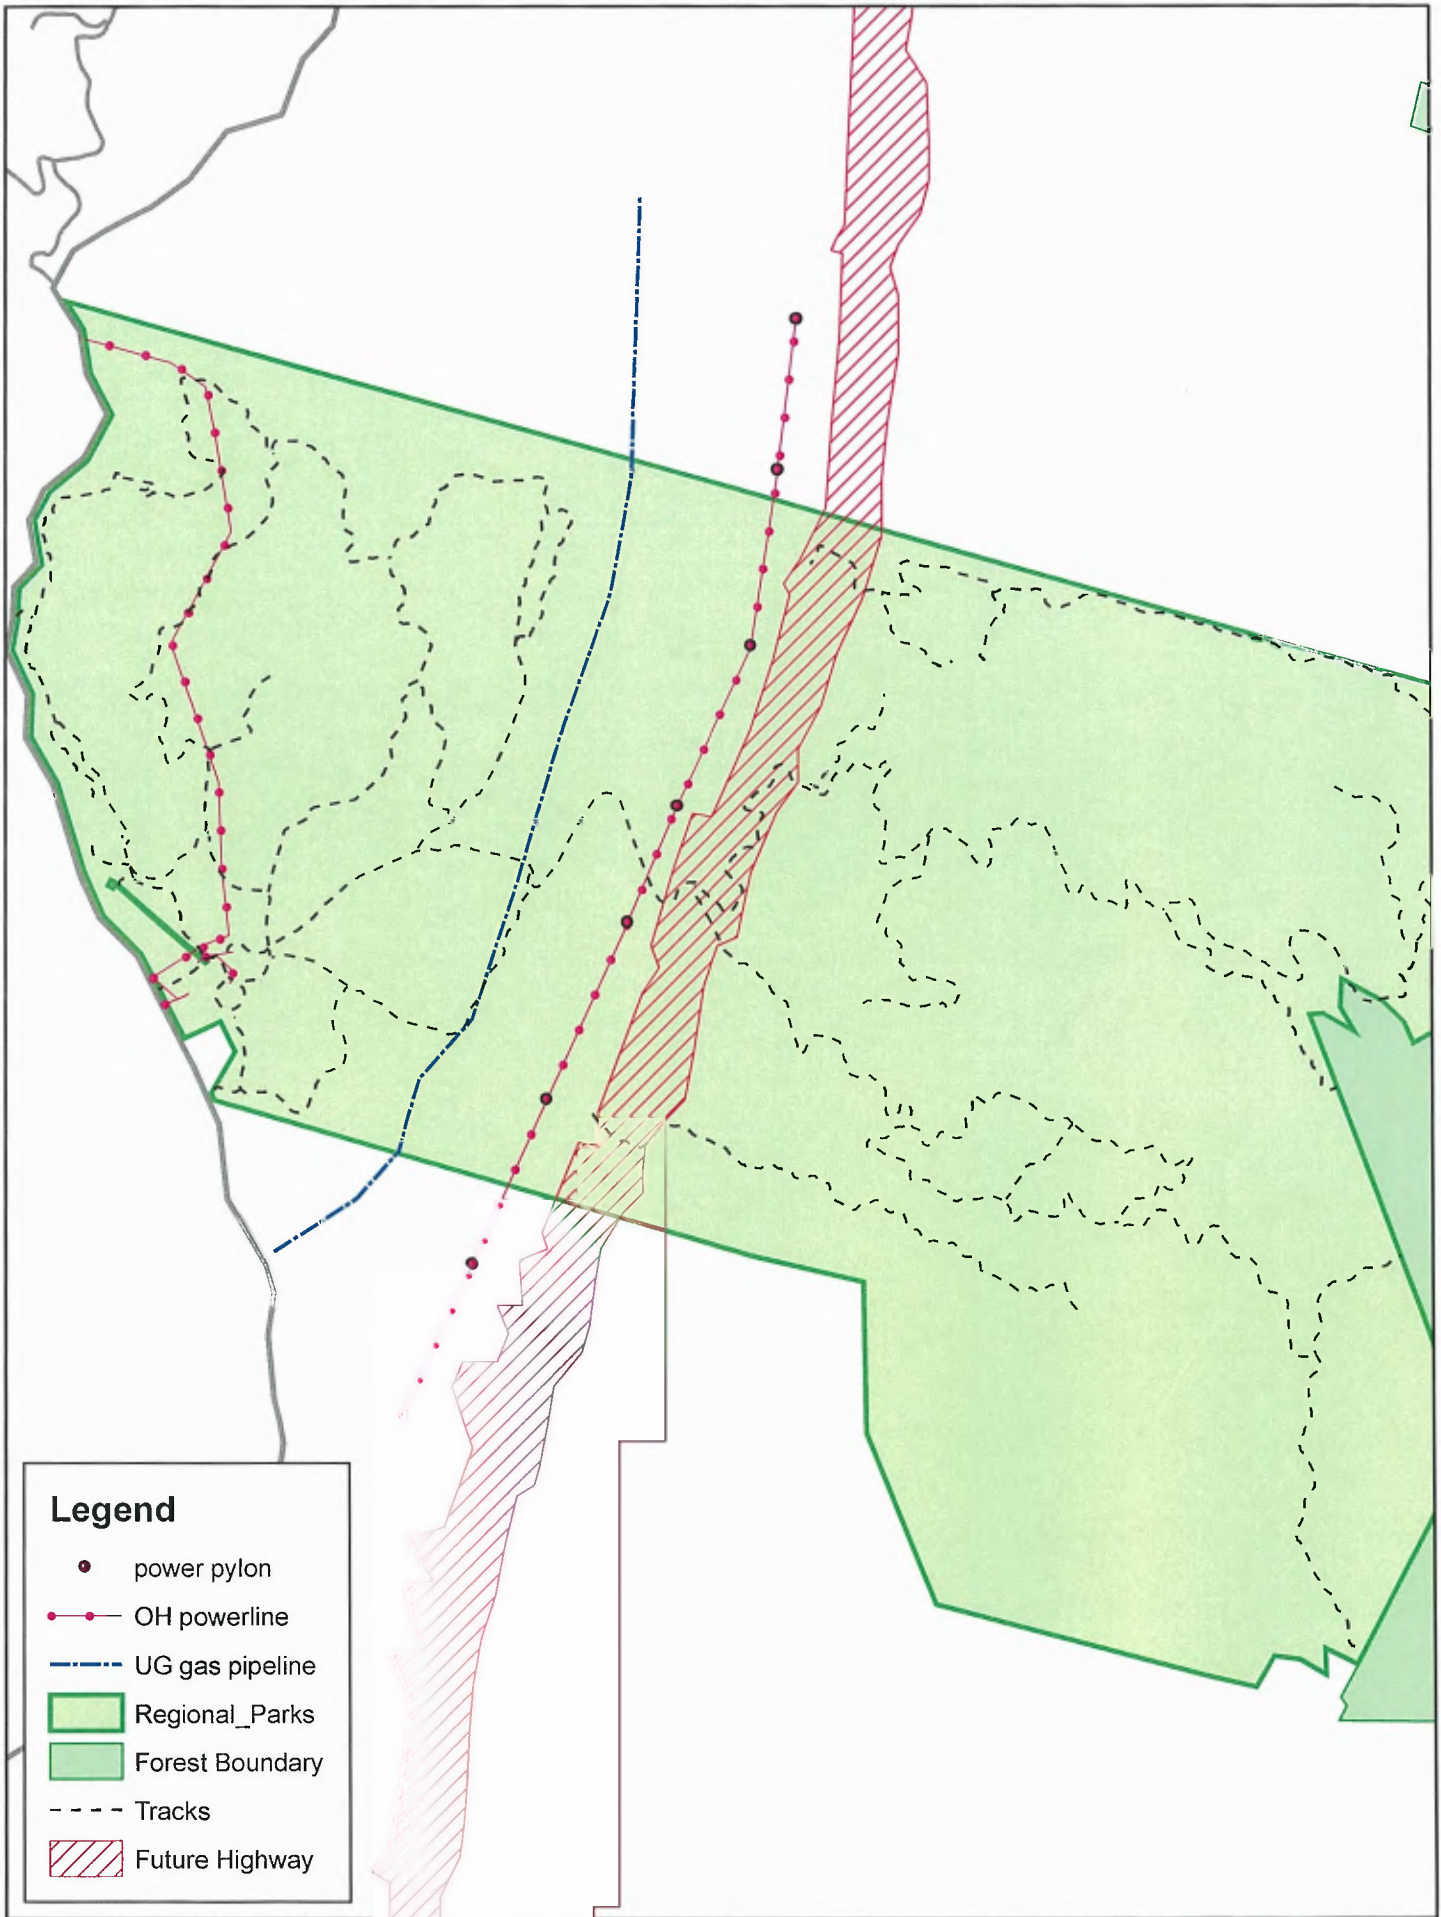 Legend
power pylon
OH powerline
UG gas pipeline
Regional_Parks
Forest Boundary
Tracks
Future Highway